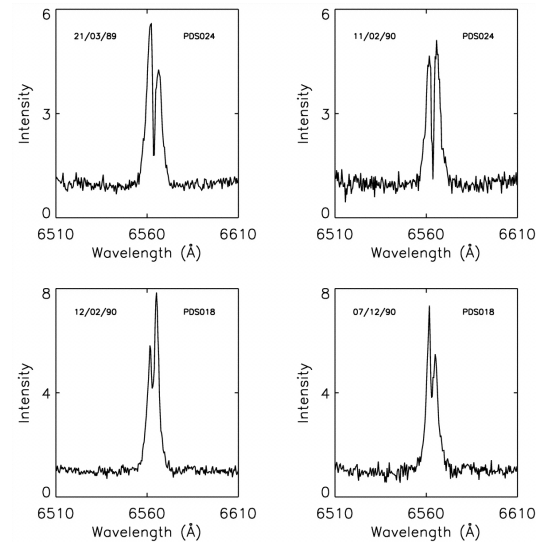 6
21/03/89 PDS024
Intensity
3
0
6510 6560 6610
Wavelength (Å)
6
11/02/90 PDS024
Intensity
3
0
6510 6560 6610
Wavelength (Å)
8
12/02/90 PDS018
Intensity
4
0
6510 6560 6610
Wavelength (Å)
8
07/12/90 PDS018
Intensity
4
0
6510 6560 6610
Wavelength (Å)